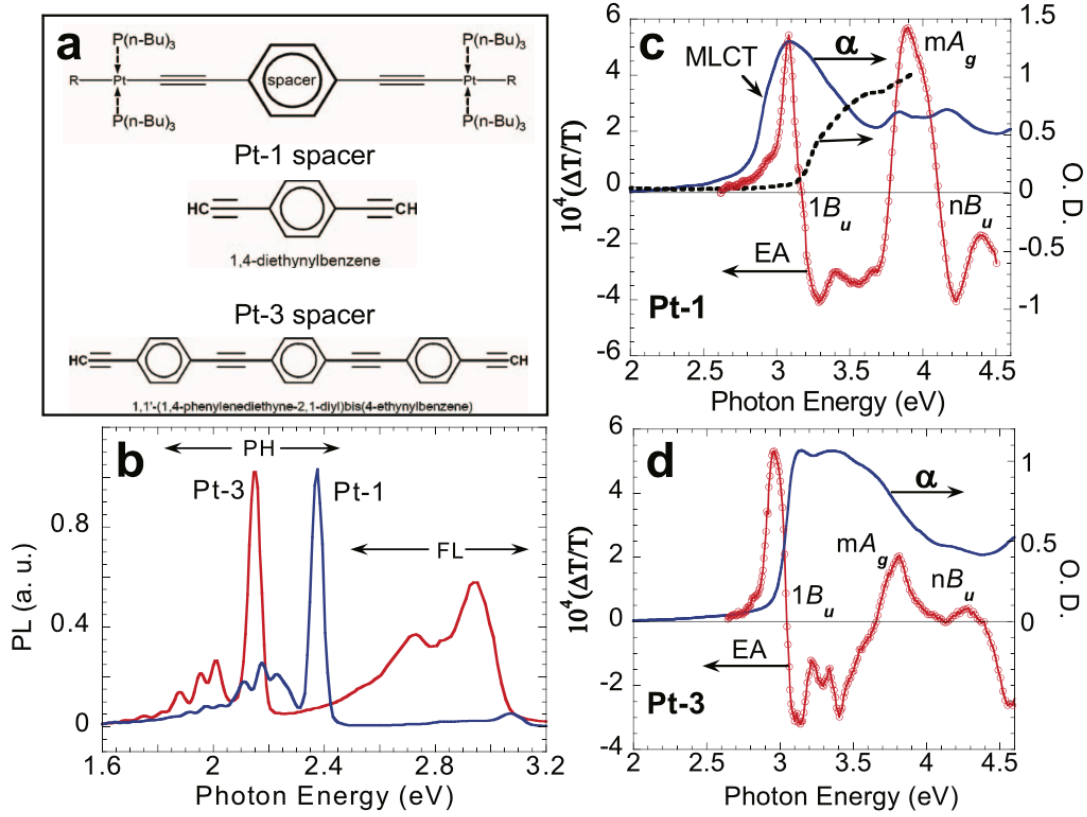 a
P(n-Bu)₃ P(n-Bu)₃
R Pt spacer Pt R
P(n-Bu)₃ P(n-Bu)₃
Pt-1 spacer
HC CH
1,4-diethynylbenzene
Pt-3 spacer
HC CH
1,1'-(1,4-phenylenediethyne-2,1-diyl)bis(4-ethynylbenzene)
b
PH
Pt-3 Pt-1
FL
PL (a. u.)
0.8
0.4
0
1.6 2 2.4 2.8 3.2
Photon Energy (eV)
c
MLCT
α
mA_g
1B_u
nB_u
EA
Pt-1
10⁴(ΔT/T)
6
4
2
0
-2
-4
6
O. D.
1.5
1
0.5
0
-0.5
-1
2 2.5 3 3.5 4 4.5
Photon Energy (eV)
d
α
mA_g
1B_u
nB_u
EA
Pt-3
10⁴(ΔT/T)
6
4
2
0
-2
-4
O. D.
1
0.5
0
2 2.5 3 3.5 4 4.5
Photon Energy (eV)